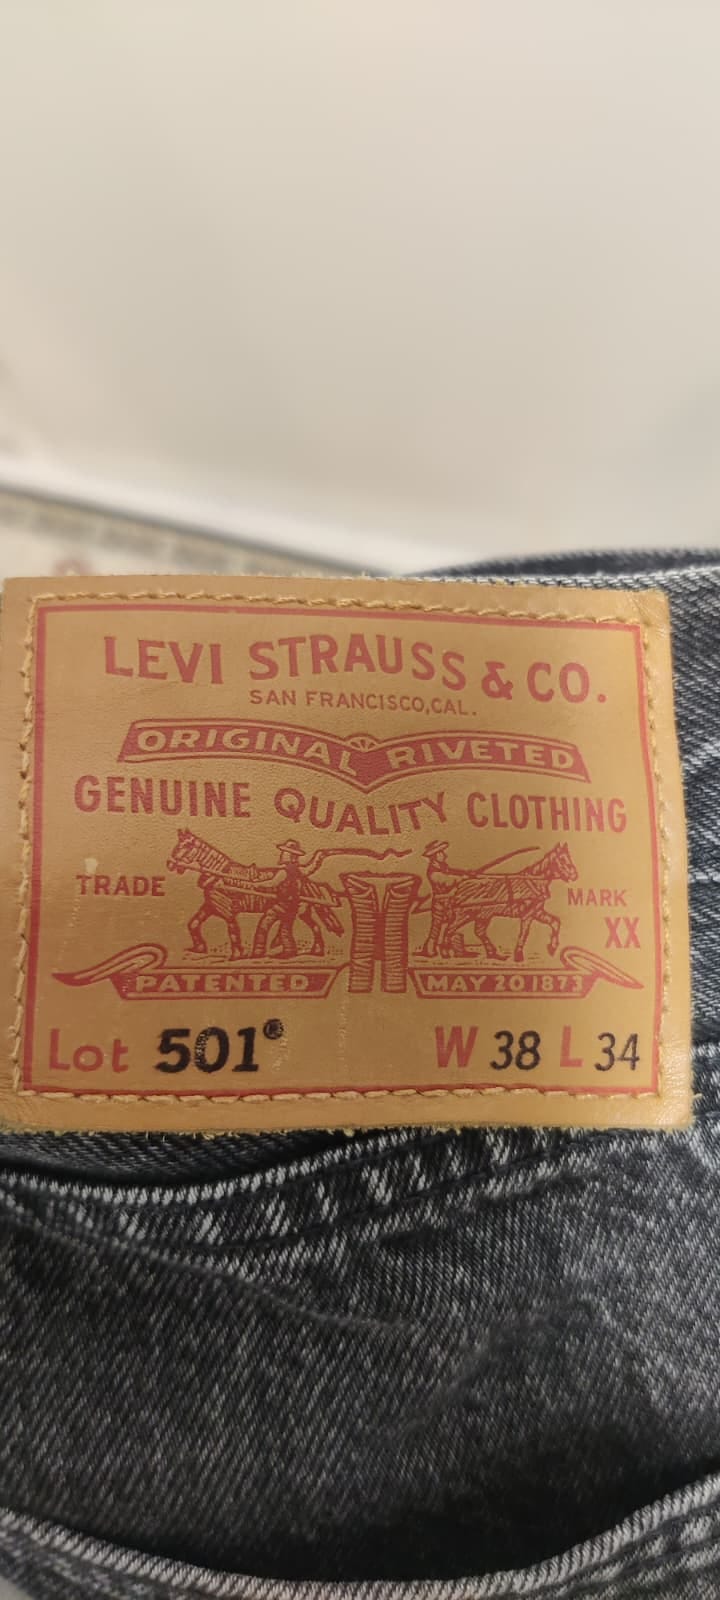 LEVI STRAUSS & CO.
SAN FRANCISCO, CAL.
ORIGINAL RIVETED
GENUINE QUALITY CLOTHING
TRADE MARK
XX
PATENTED MAY 20 1873
Lot 501® W 38 L 34